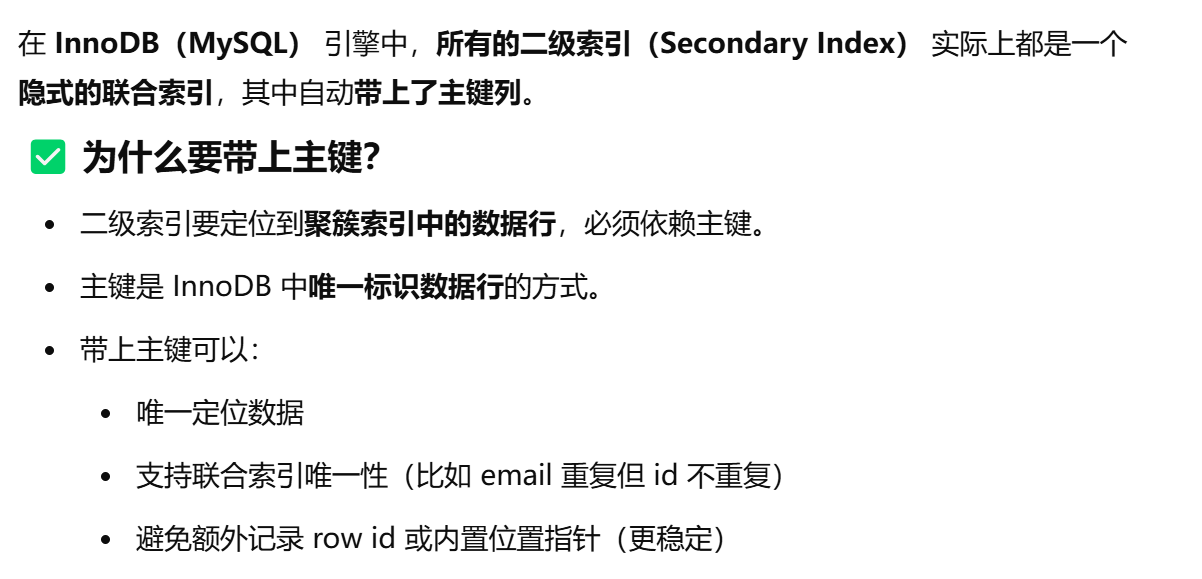 在 InnoDB（MySQL） 引擎中，所有的二级索引（Secondary Index） 实际上都是一个
隐式的联合索引，其中自动带上了主键列。
✅ 为什么要带上主键？
• 二级索引要定位到聚簇索引中的数据行，必须依赖主键。
• 主键是 InnoDB 中唯一标识数据行的方式。
• 带上主键可以：
• 唯一定位数据
• 支持联合索引唯一性（比如 email 重复但 id 不重复）
• 避免额外记录 row id 或内置位置指针（更稳定）